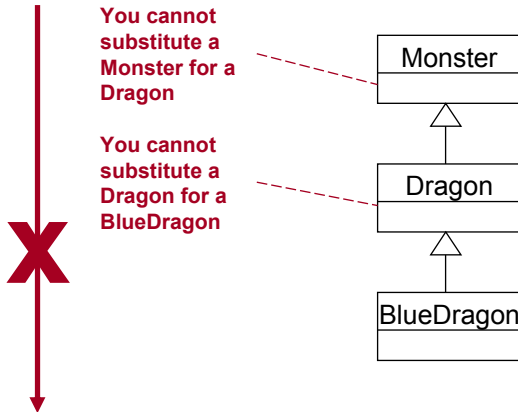 You cannot
substitute a
Monster for a
Dragon
Monster
You cannot
substitute a
Dragon for a
BlueDragon
Dragon
X
BlueDragon